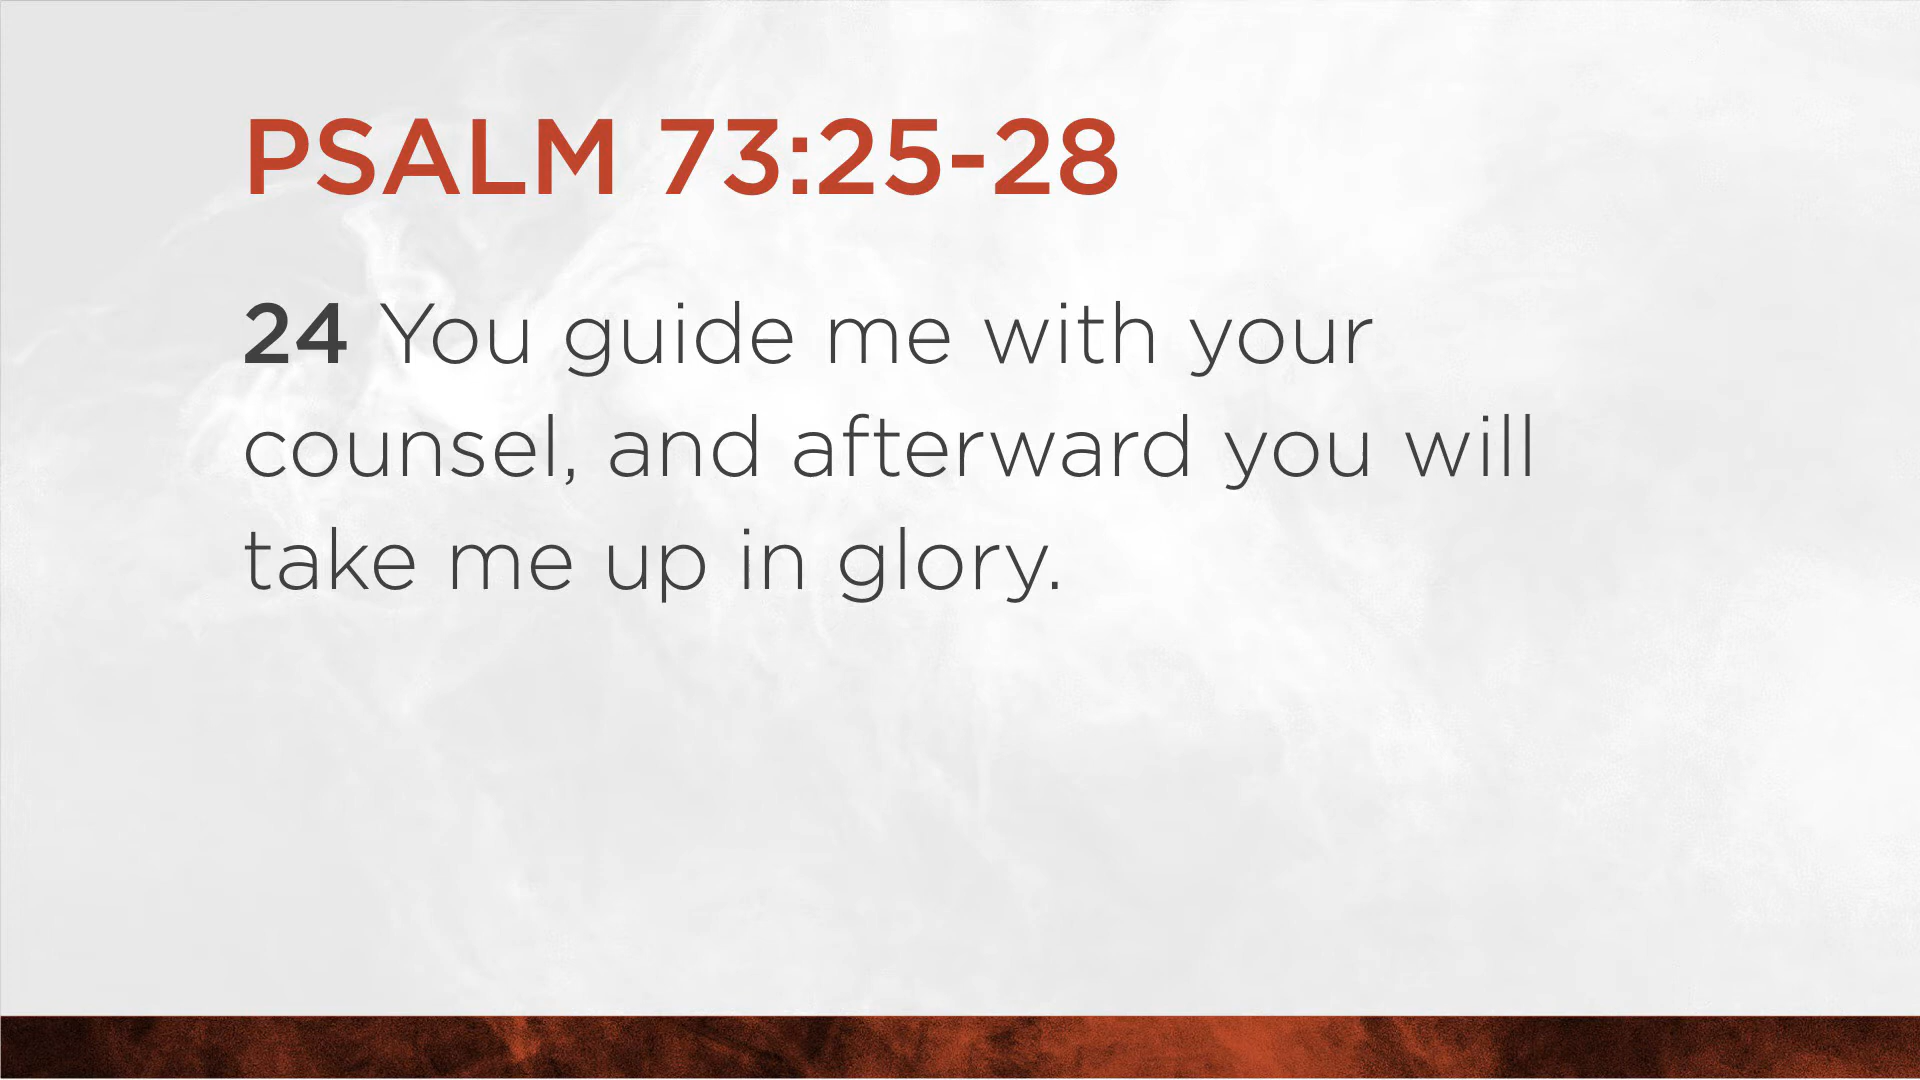 PSALM 73:25-28
24 You guide me with your
counsel, and afterward you will
take me up in glory.